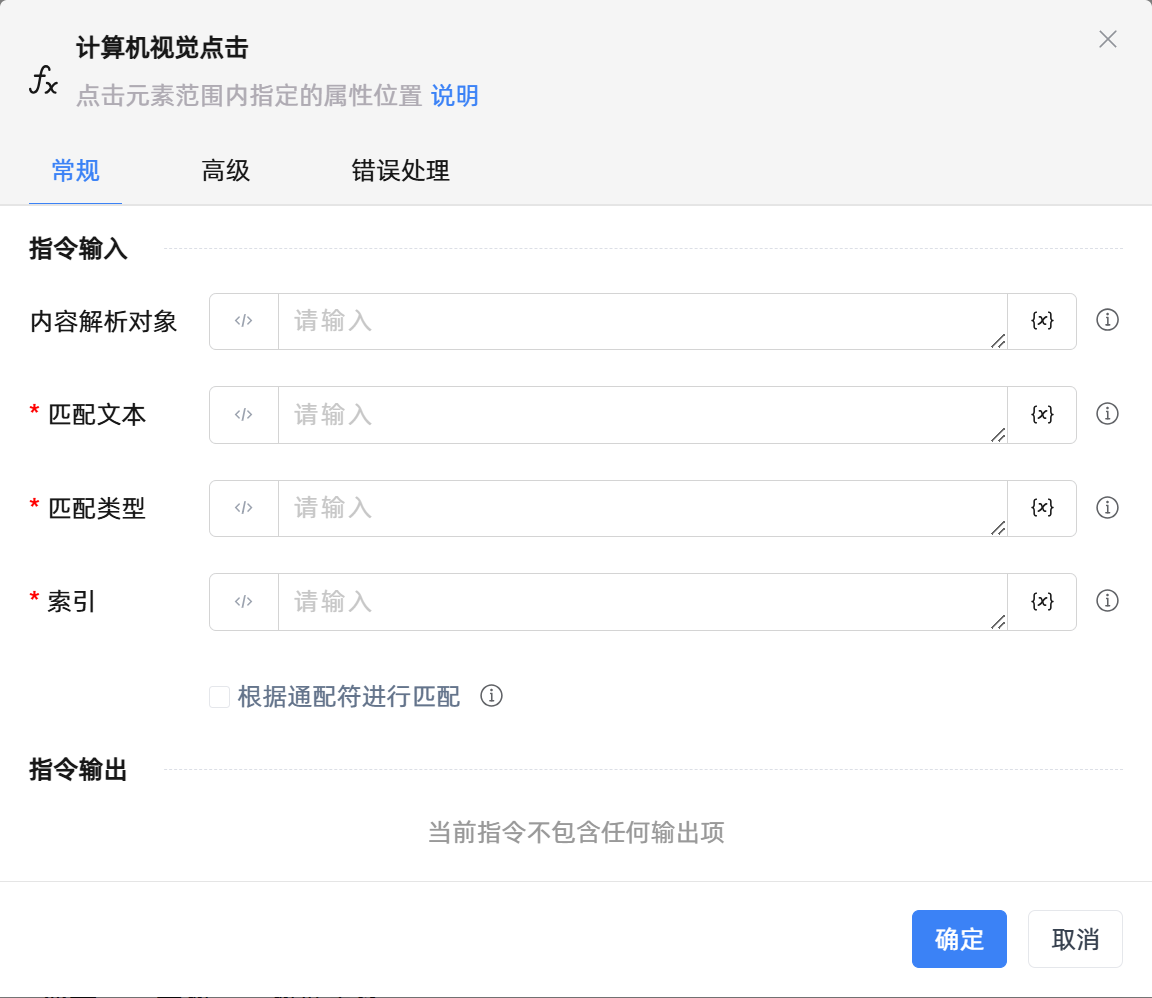 计算机视觉点击
点击元素范围内指定的属性位置 说明
常规 高级 错误处理
指令输入
内容解析对象 </> 请输入 {x}
* 匹配文本 </> 请输入 {x}
* 匹配类型 </> 请输入 {x}
* 索引 </> 请输入 {x}
根据通配符进行匹配
指令输出
当前指令不包含任何输出项
确定 取消